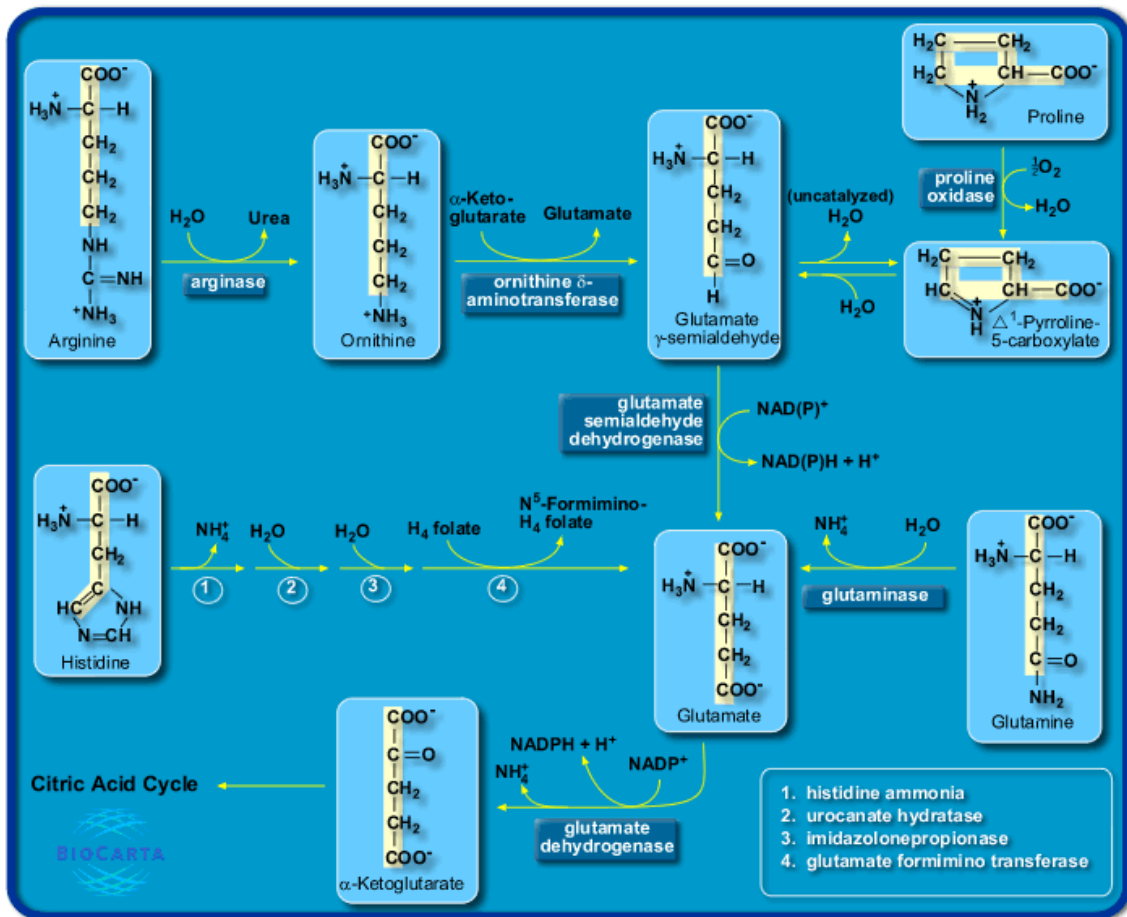 COO⁻
H₃N⁺—C—H
CH₂
CH₂
CH₂
NH
C=NH
⁺NH₃
Arginine
H₂O
Urea
arginase
COO⁻
H₃N⁺—C—H
CH₂
CH₂
CH₂
⁺NH₃
Ornithine
α-Keto-
glutarate
Glutamate
ornithine δ-
aminotransferase
COO⁻
H₃N⁺—C—H
CH₂
CH₂
C=O
H
Glutamate
γ-semialdehyde
(uncatalyzed)
H₂O
H₂O
H₂C—CH₂
H₂C CH—COO⁻
N⁺
H₂
Proline
proline
oxidase
½O₂
H₂O
H₂C—CH₂
HC CH—COO⁻
N⁺
H
△¹-Pyrroline-
5-carboxylate
glutamate
semialdehyde
dehydrogenase
NAD(P)⁺
NAD(P)H + H⁺
COO⁻
H₃N⁺—C—H
CH₂
C
HC NH
N=CH
Histidine
NH₄⁺
H₂O
H₂O
H₄ folate
N⁵-Formimino-
H₄ folate
1
2
3
4
COO⁻
H₃N⁺—C—H
CH₂
CH₂
COO⁻
Glutamate
NH₄⁺
H₂O
glutaminase
COO⁻
H₃N⁺—C—H
CH₂
CH₂
C=O
NH₂
Glutamine
NADPH + H⁺
NH₄⁺
NADP⁺
glutamate
dehydrogenase
COO⁻
C=O
CH₂
CH₂
COO⁻
α-Ketoglutarate
Citric Acid Cycle
BIOCARTA
1. histidine ammonia
2. urocanate hydratase
3. imidazolonepropionase
4. glutamate formimino transferase